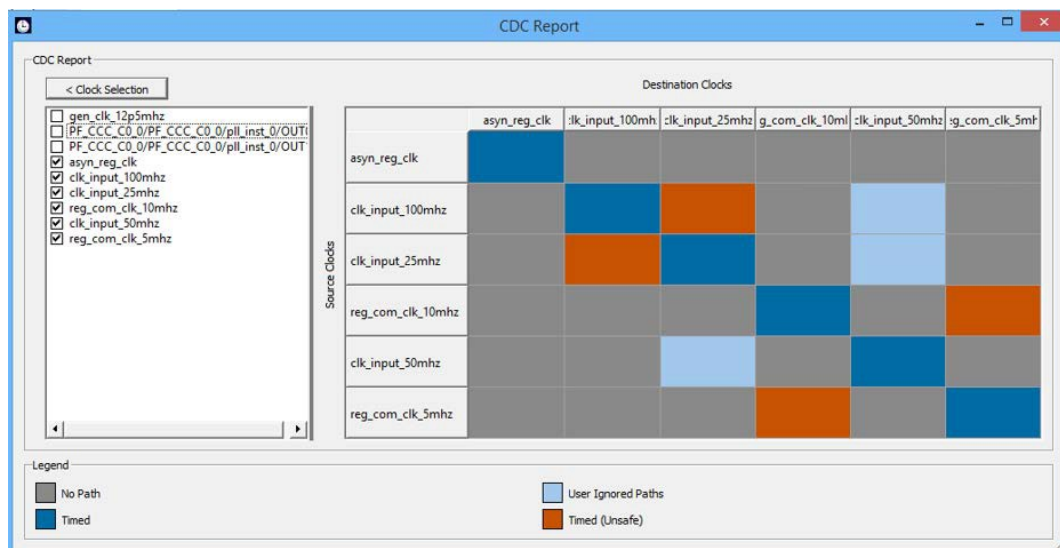 CDC Report
CDC Report
< Clock Selection
gen_clk_12p5mhz
PF_CCC_C0_0/PF_CCC_C0_0/pll_inst_0/OUT(
PF_CCC_C0_0/PF_CCC_C0_0/pll_inst_0/OUT
asyn_reg_clk
clk_input_100mhz
clk_input_25mhz
reg_com_clk_10mhz
clk_input_50mhz
reg_com_clk_5mhz
Destination Clocks
asyn_reg_clk :lk_input_100mh: :lk_input_25mhz g_com_clk_10ml :lk_input_50mhz :g_com_clk_5mh
Source Clocks
asyn_reg_clk
clk_input_100mhz
clk_input_25mhz
reg_com_clk_10mhz
clk_input_50mhz
reg_com_clk_5mhz
Legend
No Path
User Ignored Paths
Timed
Timed (Unsafe)